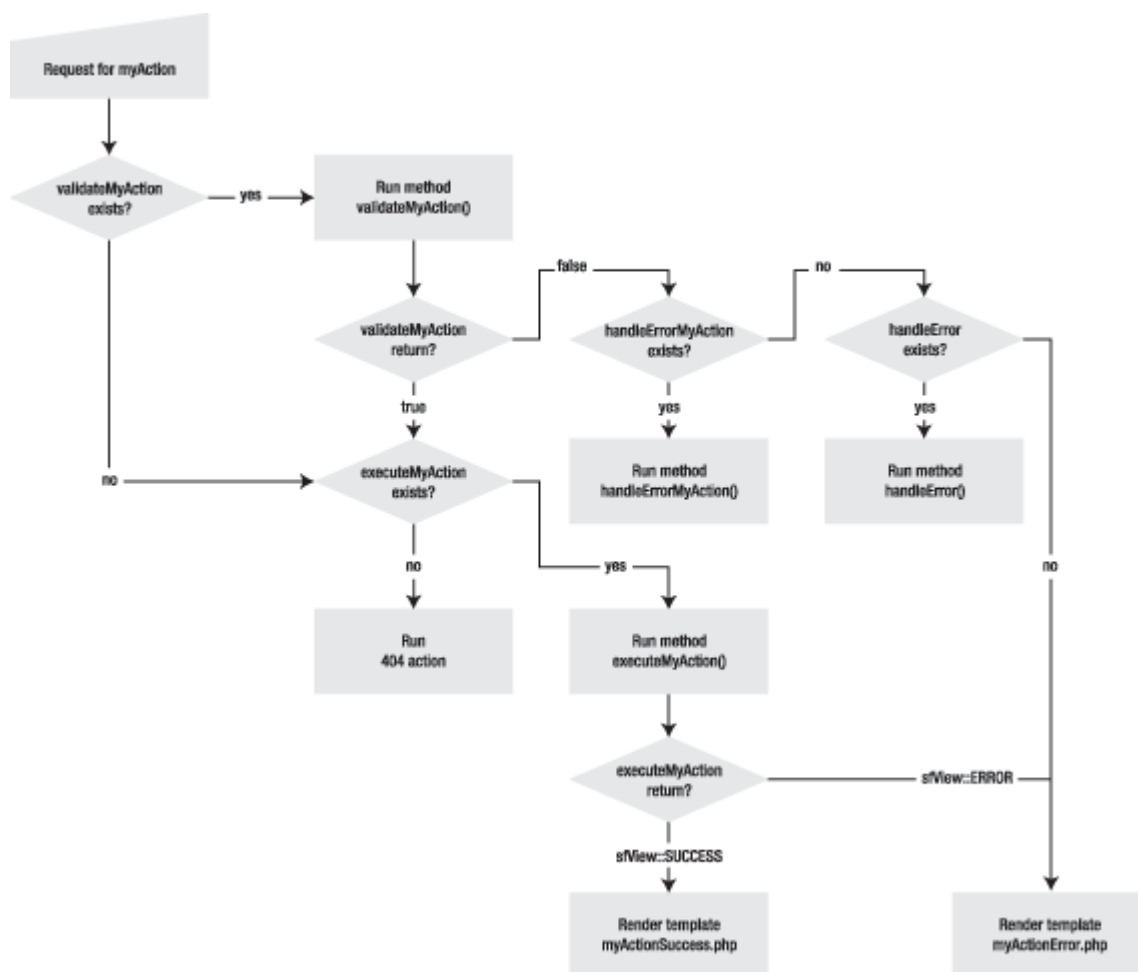 Request for myAction
validateMyAction
exists?
yes
Run method
validateMyAction()
false
no
validateMyAction
return?
handleErrorMyAction
exists?
handleError
exists?
true
yes
yes
no
executeMyAction
exists?
Run method
handleErrorMyAction()
Run method
handleError()
no
yes
no
Run
404 action
Run method
executeMyAction()
executeMyAction
return?
sfView::ERROR
sfView::SUCCESS
Render template
myActionSuccess.php
Render template
myActionError.php